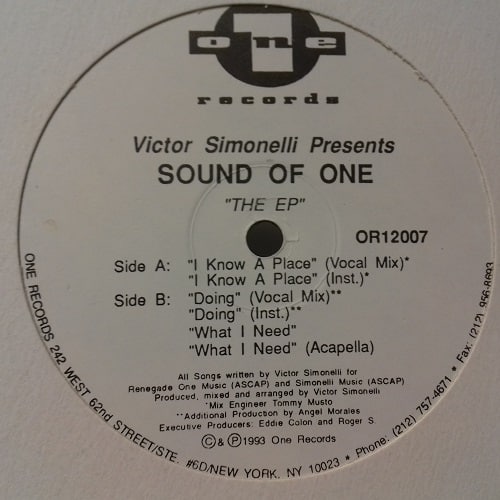 one
records
Victor Simonelli Presents
SOUND OF ONE
"THE EP"
OR12007
Side A: "I Know A Place" (Vocal Mix)*
"I Know A Place" (Inst.)*
Side B: "Doing" (Vocal Mix)**
"Doing" (Inst.)**
"What I Need"
"What I Need" (Acapella)
All Songs written by Victor Simonelli for
Renegade One Music (ASCAP) and Simonelli Music (ASCAP)
Produced, mixed and arranged by Victor Simonelli
*Mix Engineer Tommy Musto
**Additional Production by Angel Morales
Executive Producers: Eddie Colon and Roger S.
©&℗1993 One Records
ONE RECORDS 242 WEST 62nd STREET/STE. #6D/NEW YORK, NY 10023 * Phone: (212) 757-4671 * Fax: (212) 956-8693